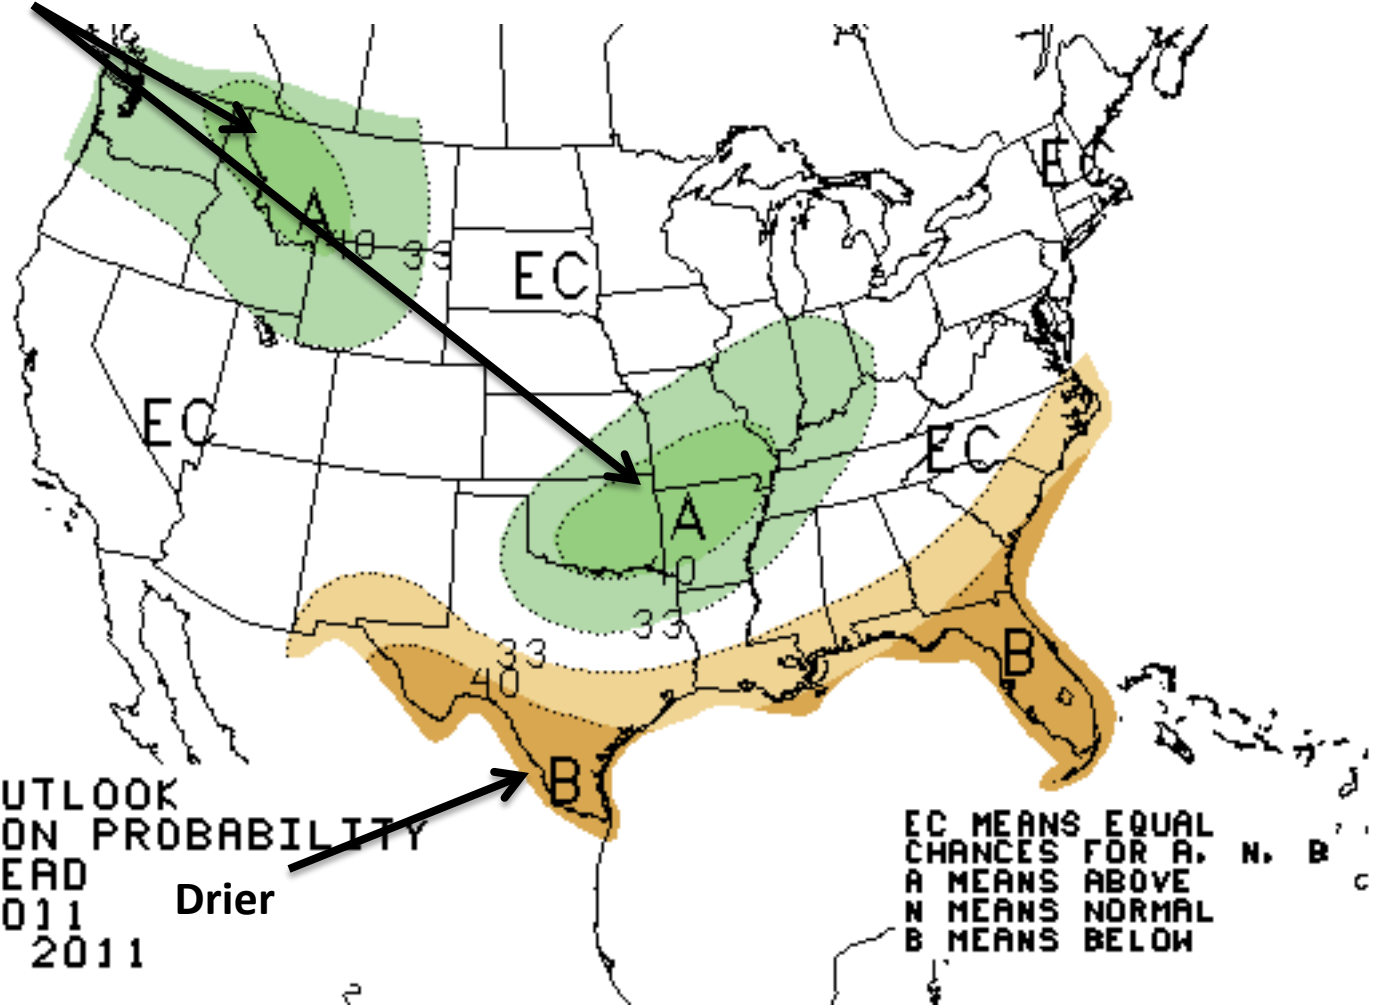 EC
A
40 33
EC
EC
EC
A
40
33
33
40
B
B
UTLOOK
ON PROBABILITY
EAD
011
2011
Drier
EC MEANS EQUAL
CHANCES FOR A, N, B
A MEANS ABOVE
N MEANS NORMAL
B MEANS BELOW